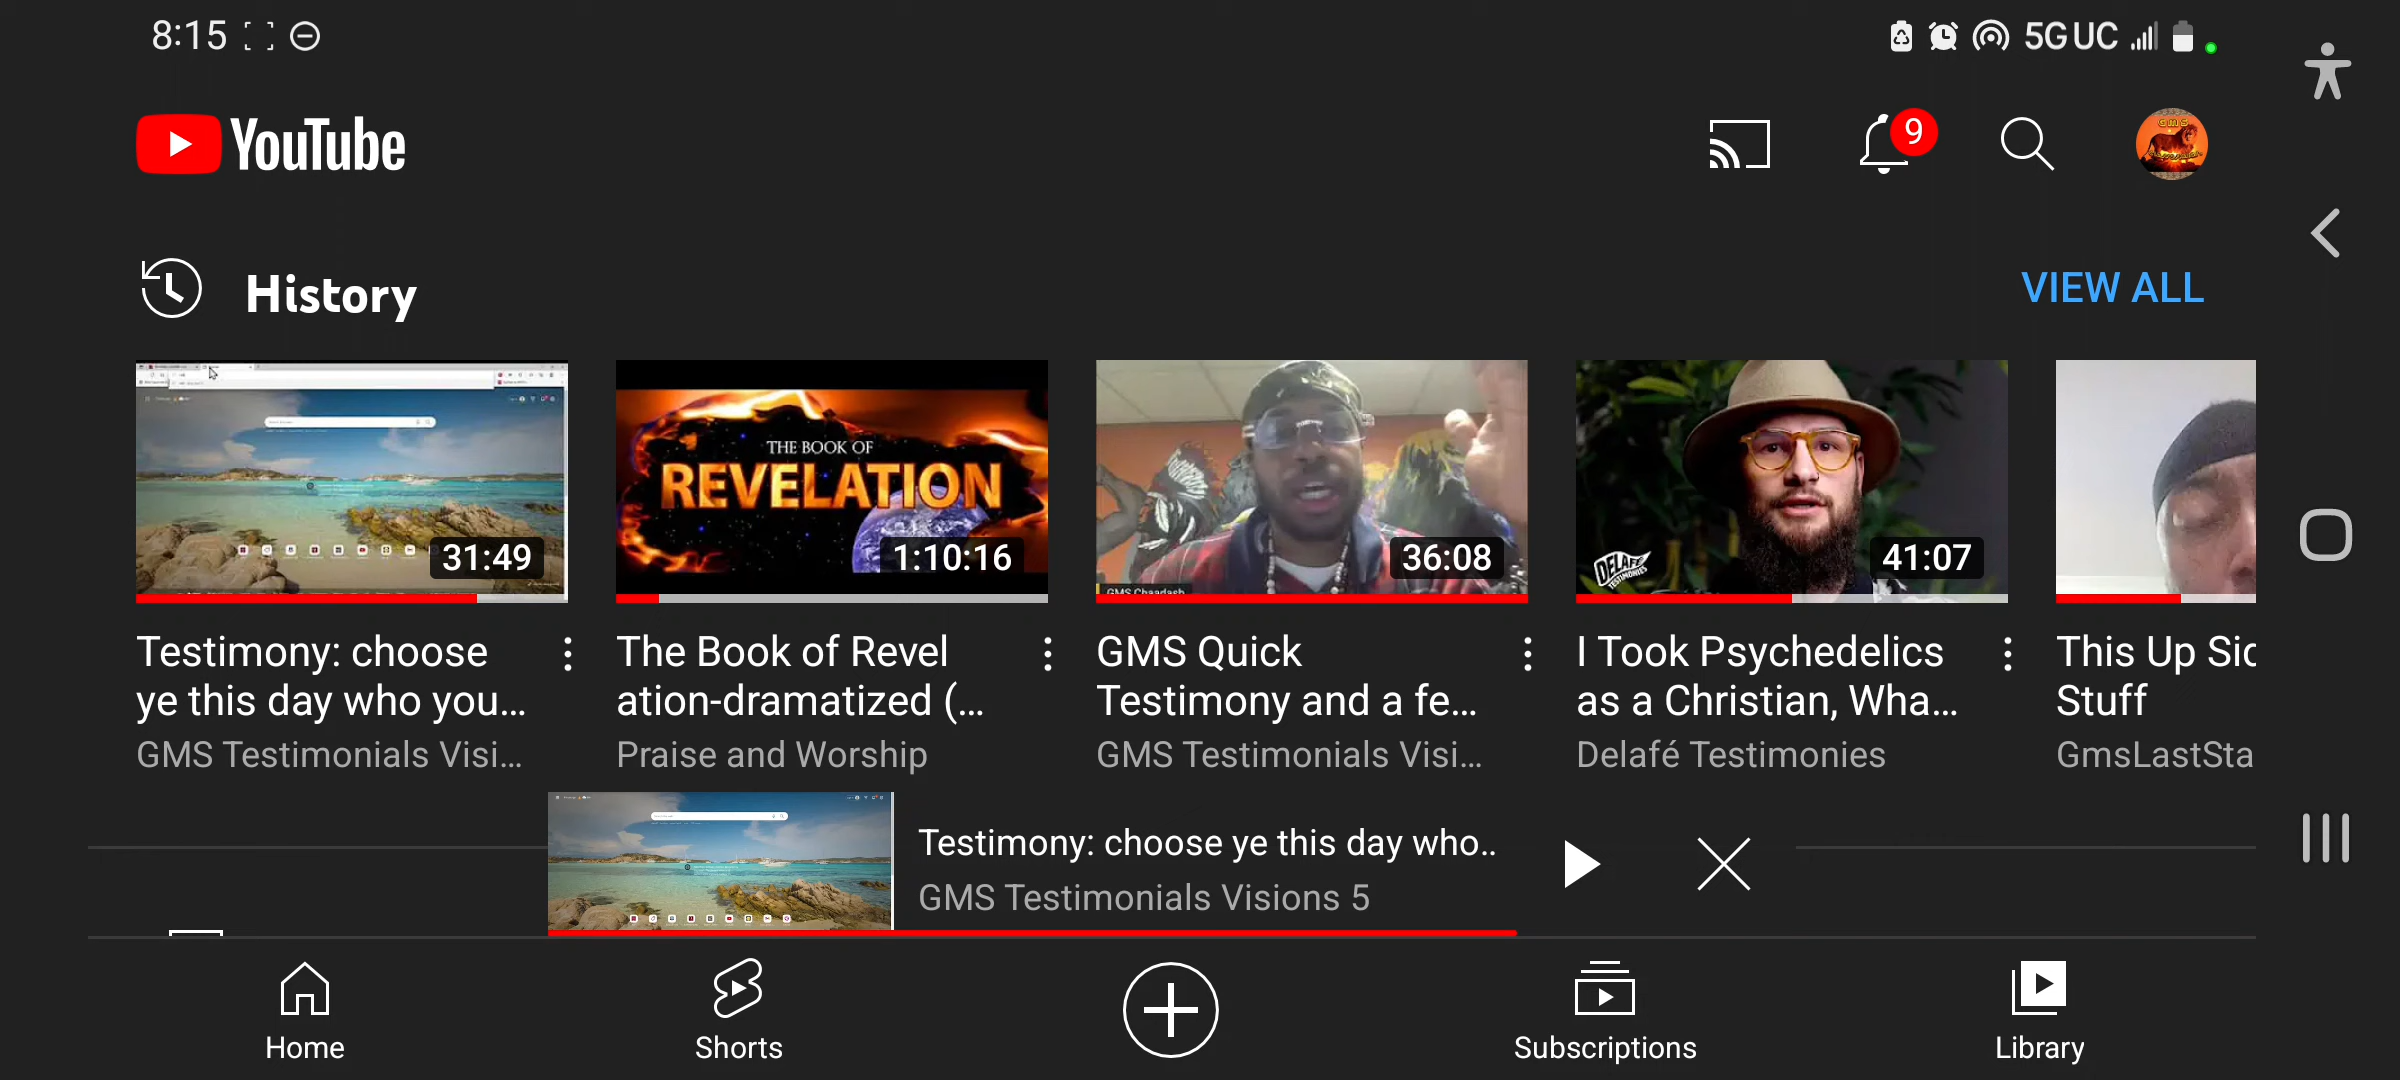 8:15
5G UC
YouTube
9
History
VIEW ALL
THE BOOK OF
REVELATION
DELAFÉ
TESTIMONIES
31:49
1:10:16
36:08
41:07
Testimony: choose
ye this day who you...
GMS Testimonials Visi...
The Book of Revel
ation-dramatized (...
Praise and Worship
GMS Quick
Testimony and a fe...
GMS Testimonials Visi...
I Took Psychedelics
as a Christian, Wha...
Delafé Testimonies
This Up Sid
Stuff
GmsLastSta
Testimony: choose ye this day who..
GMS Testimonials Visions 5
Home
Shorts
Subscriptions
Library